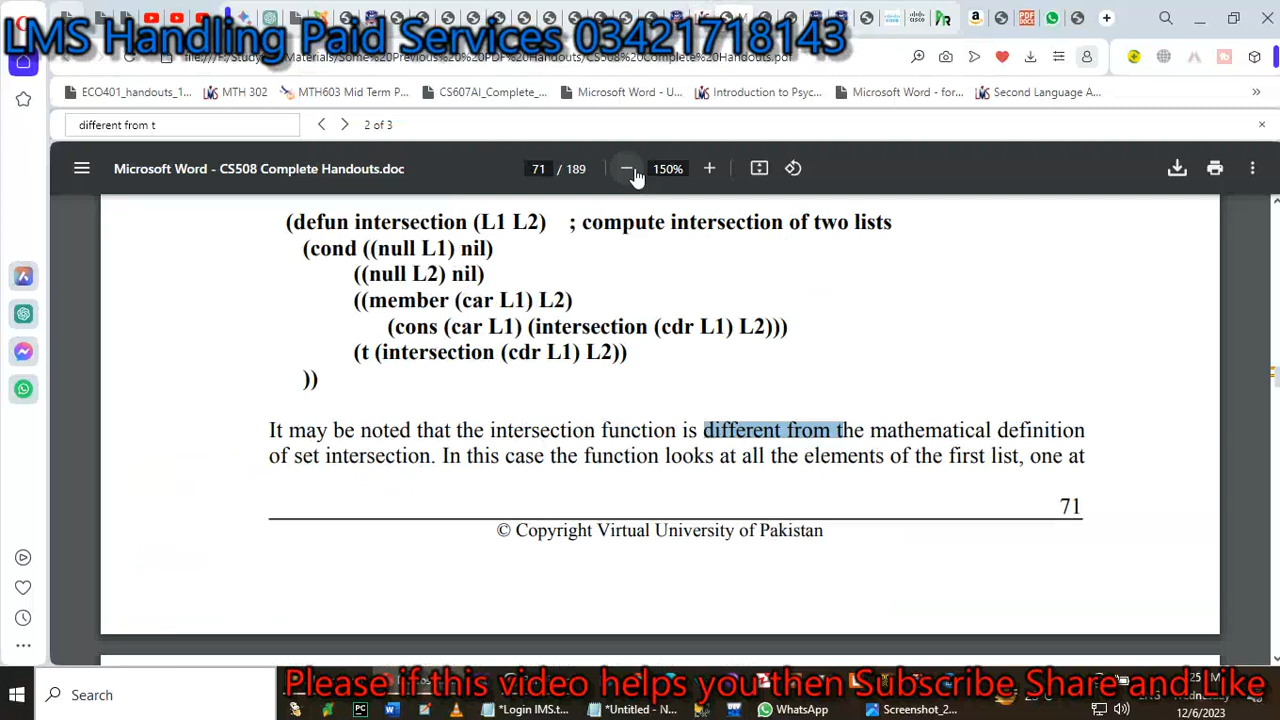 LMS Handling Paid Services 03421718143
ECO401_handouts_1...
MTH 302
MTH603 Mid Term P...
CS607AI_Complete_...
Microsoft Word - U...
Introduction to Psyc...
Microsoft Word - for...
Second Language A...
different from t
2 of 3
Microsoft Word - CS508 Complete Handouts.doc
71 / 189
150%
(defun intersection (L1 L2) ; compute intersection of two lists
(cond ((null L1) nil)
((null L2) nil)
((member (car L1) L2)
(cons (car L1) (intersection (cdr L1) L2)))
(t (intersection (cdr L1) L2))
))
It may be noted that the intersection function is different from the mathematical definition
of set intersection. In this case the function looks at all the elements of the first list, one at
71
© Copyright Virtual University of Pakistan
Please if this video helps you then Subscribe Share and Like
Search
*Login IMS.t...
*Untitled - N...
WhatsApp
Screenshot_2...
12/6/2023